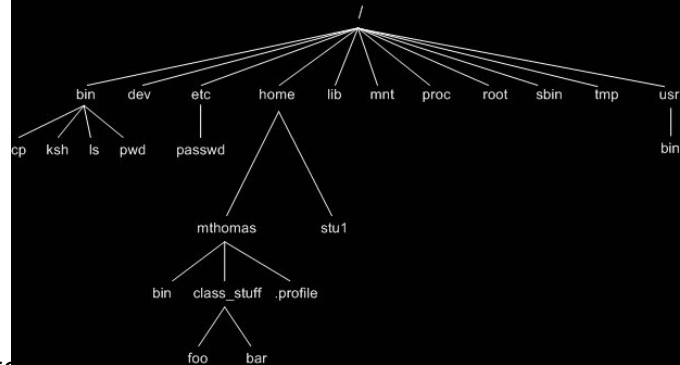 /
bin dev etc home lib mnt proc root sbin tmp usr
cp ksh ls pwd passwd bin
mthomas stu1
bin class_stuff .profile
foo bar